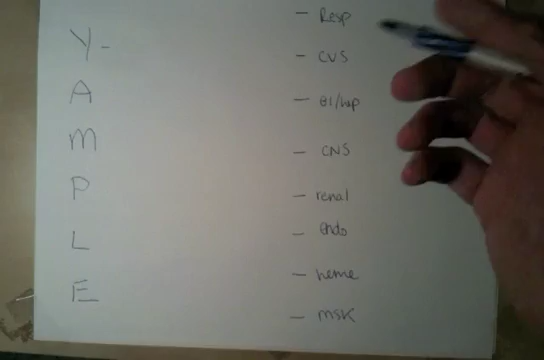 Y -
A
M
P
L
E
- Resp
- CVS
- GI/hep
- CNS
- renal
- endo
- heme
- MSK